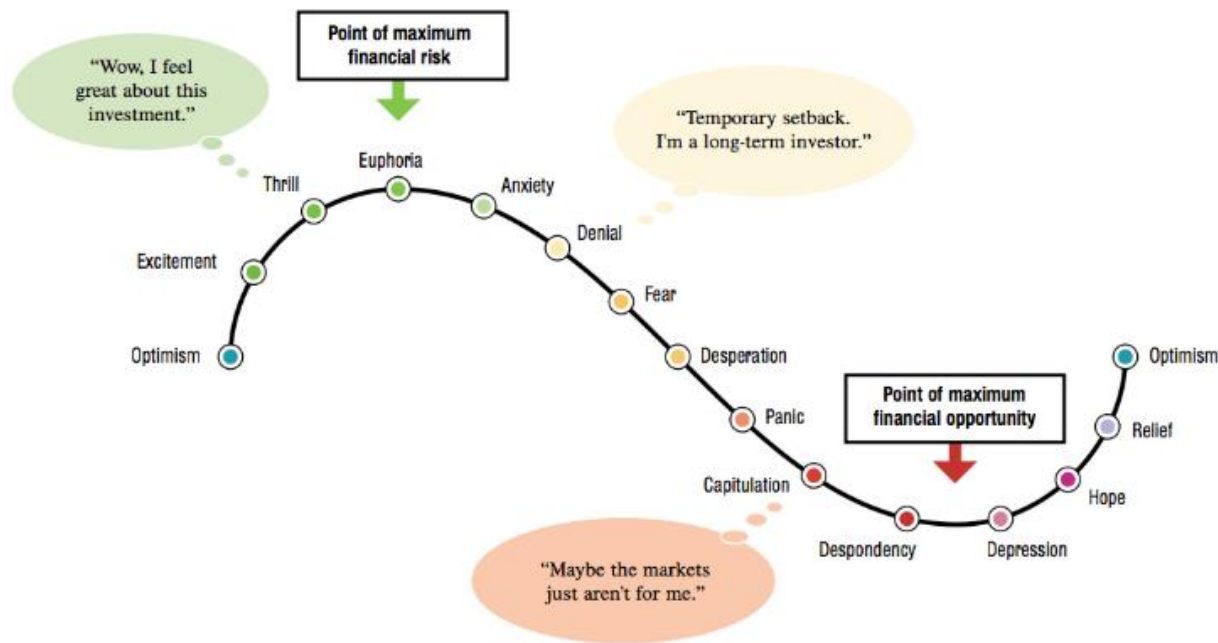 Point of maximum
financial risk
“Wow, I feel
great about this
investment.”
“Temporary setback.
I'm a long-term investor.”
Euphoria
Thrill
Anxiety
Denial
Excitement
Fear
Optimism
Desperation
Optimism
Point of maximum
financial opportunity
Panic
Relief
Capitulation
Hope
Despondency
Depression
“Maybe the markets
just aren't for me.”